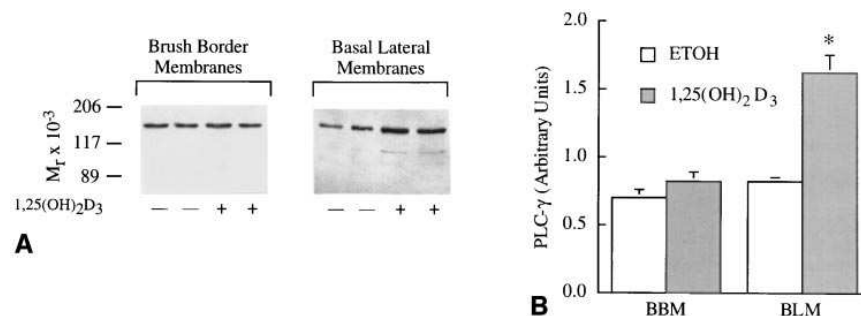 Brush Border
Membranes
Basal Lateral
Membranes
Mr x 10-3
206
117
89
1,25(OH)2D3
— — + +
— — + +
A
PLC-γ (Arbitrary Units)
2.0
1.5
1.0
0.5
0.0
ETOH
1,25(OH)2 D3
*
BBM
BLM
B